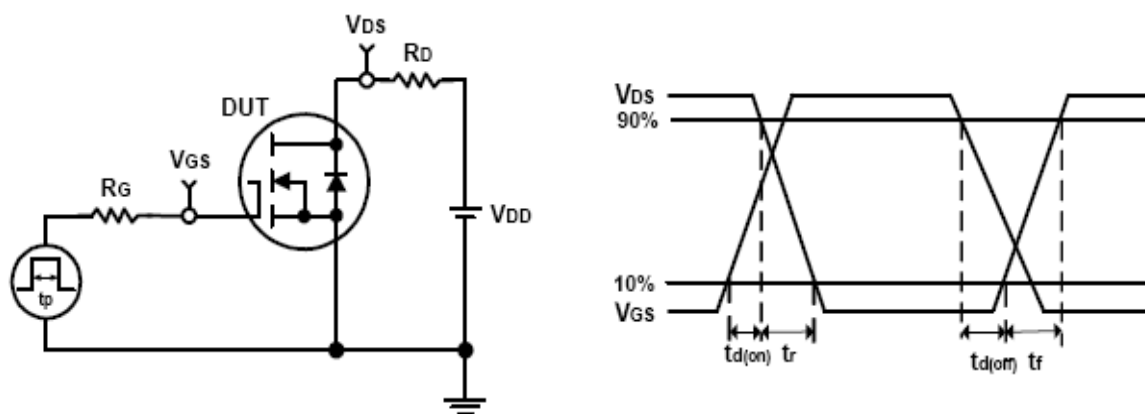 VDS
RD
DUT
VGS
RG
VDD
tp
VDS
90%
10%
VGS
td(on)
tr
td(off)
tf